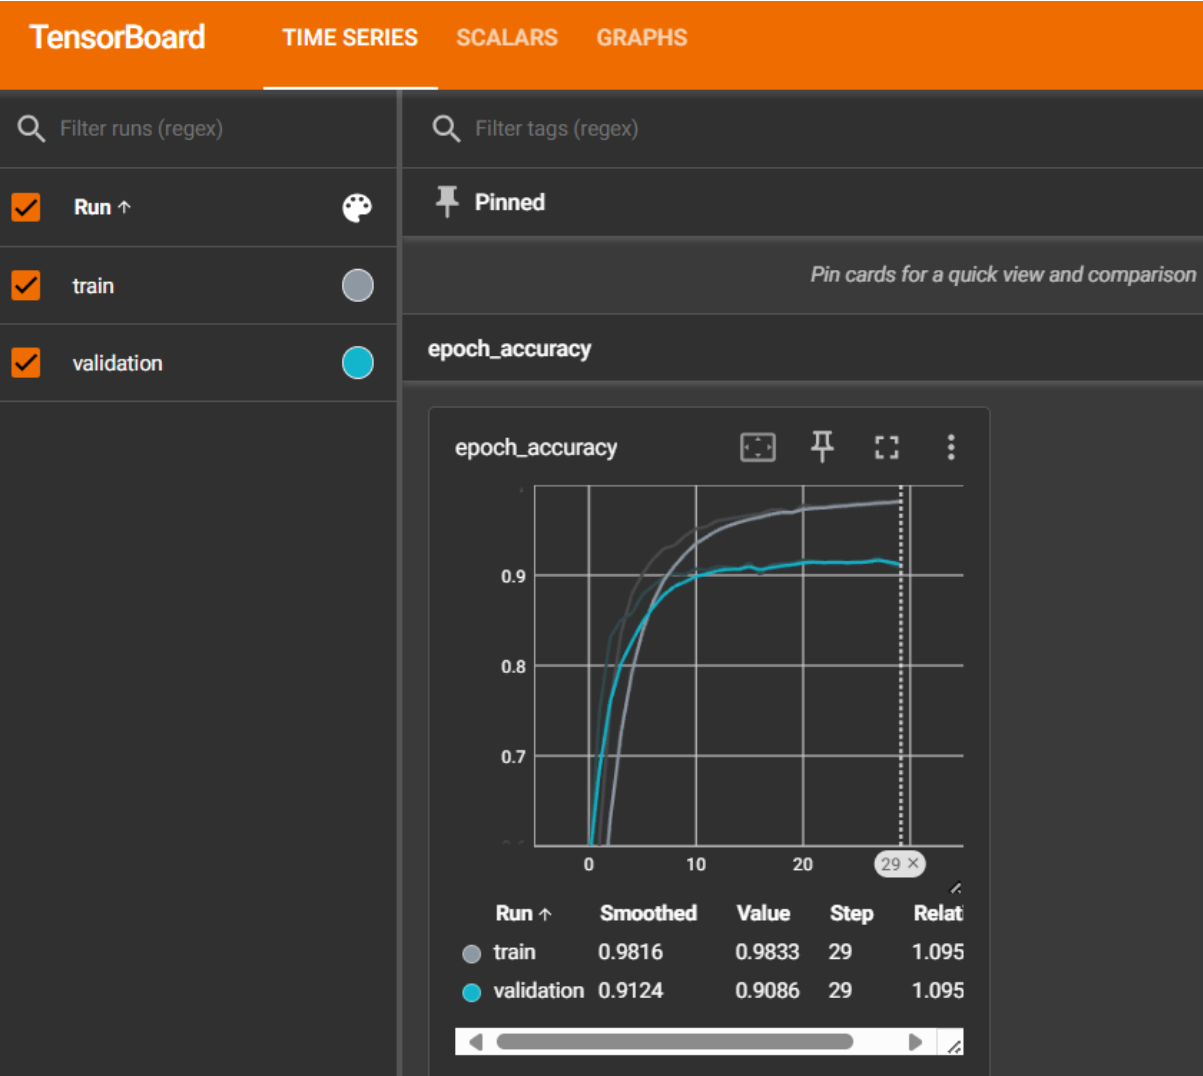 TensorBoard TIME SERIES SCALARS GRAPHS
Filter runs (regex)
Run ↑
train
validation
Filter tags (regex)
Pinned
Pin cards for a quick view and comparison
epoch_accuracy
epoch_accuracy
0.9
0.8
0.7
0 10 20 29 ×
Run ↑ Smoothed Value Step Relati
train 0.9816 0.9833 29 1.095
validation 0.9124 0.9086 29 1.095